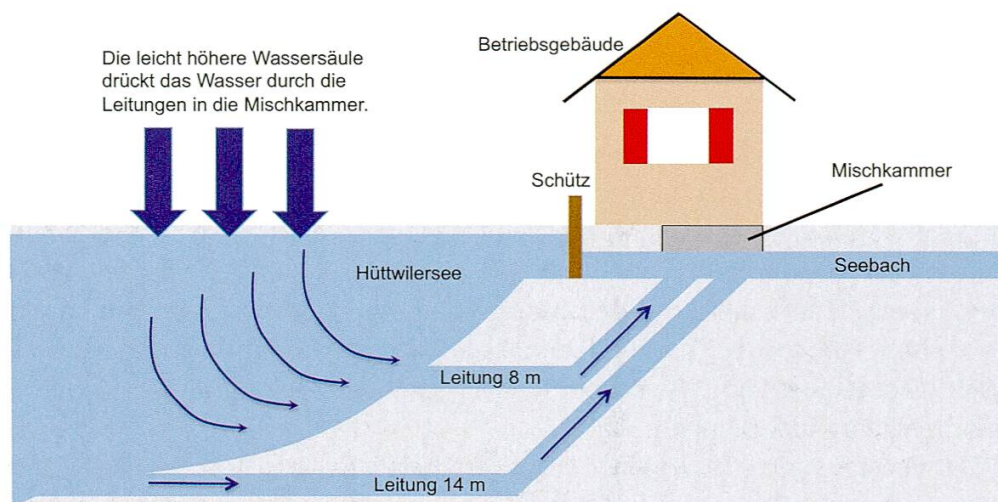 Die leicht höhere Wassersäule
drückt das Wasser durch die
Leitungen in die Mischkammer.
Betriebsgebäude
Schütz
Mischkammer
Hüttwilersee
Seebach
Leitung 8 m
Leitung 14 m